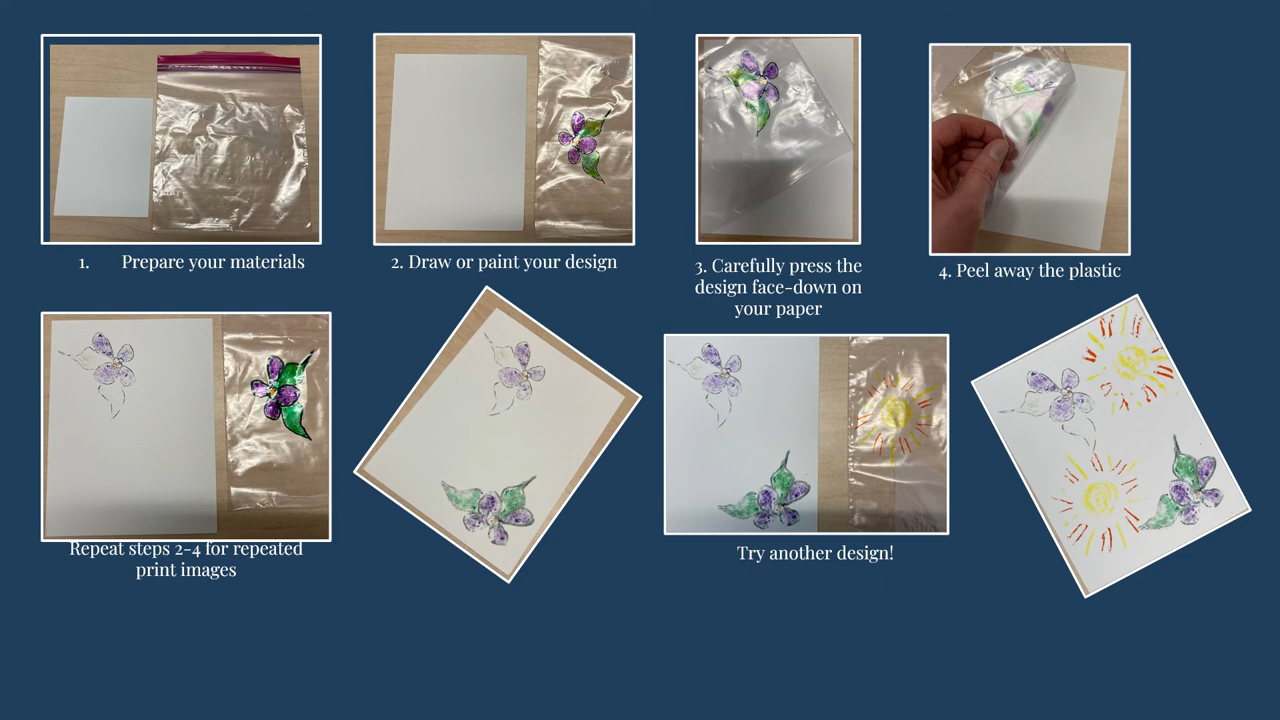 1. Prepare your materials
2. Draw or paint your design
3. Carefully press the
design face-down on
your paper
4. Peel away the plastic
Repeat steps 2-4 for repeated
print images
Try another design!